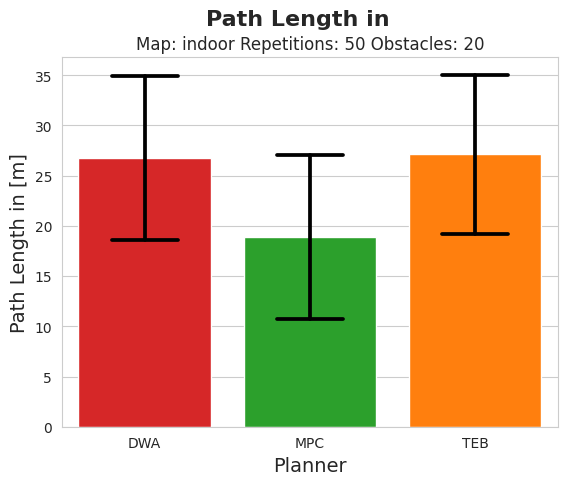 Path Length in
Map: indoor Repetitions: 50 Obstacles: 20
Path Length in [m]
35
30
25
20
15
10
5
0
DWA MPC TEB
Planner